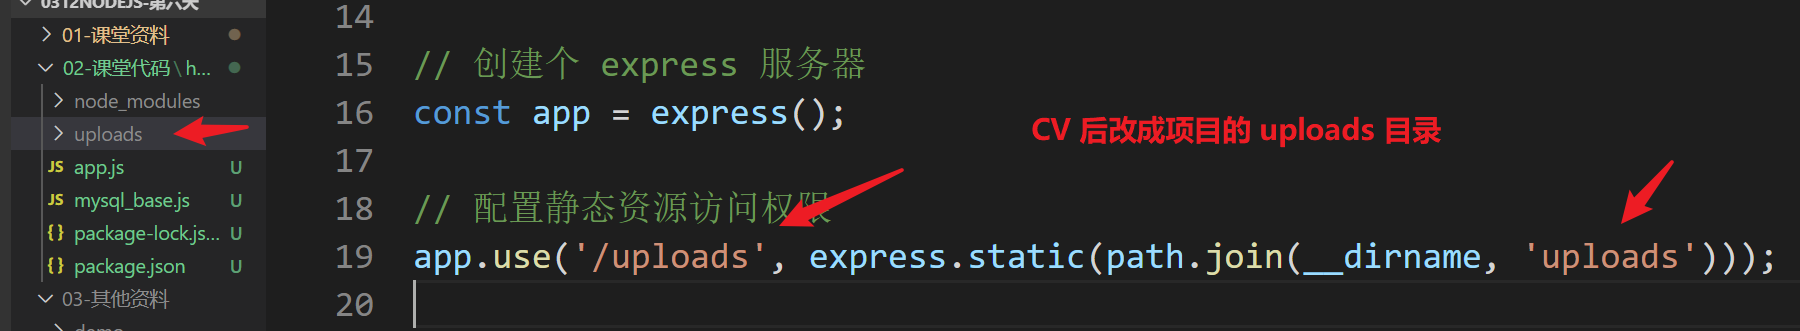 0312NODEJS-第六天
01-课堂资料
02-课堂代码\h...
node_modules
uploads
JS app.js U
JS mysql_base.js U
{} package-lock.js... U
{} package.json U
03-其他资料
demo
14
15 // 创建个 express 服务器
16 const app = express();
CV 后改成项目的 uploads 目录
17
18 // 配置静态资源访问权限
19 app.use('/uploads', express.static(path.join(__dirname, 'uploads')));
20